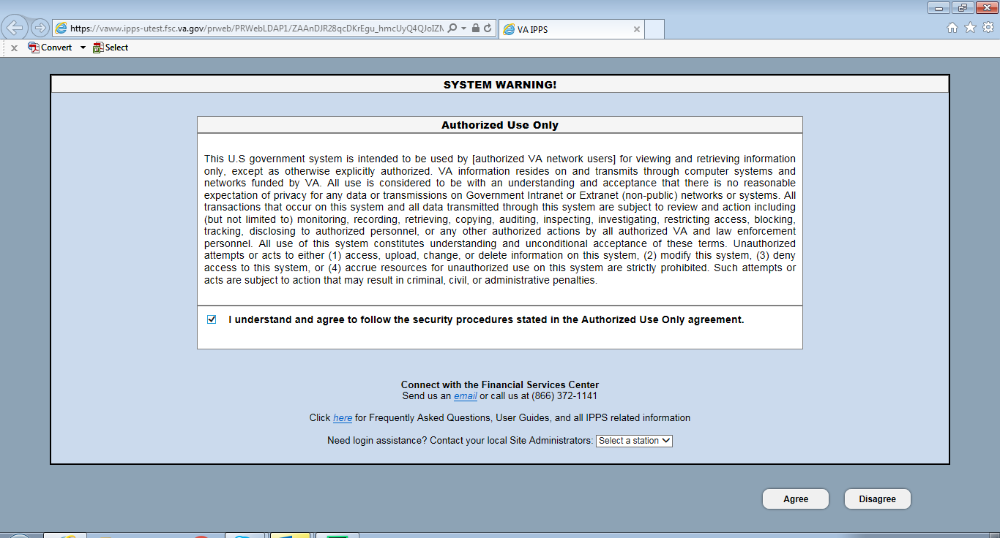 https://vaww.ipps-utest.fsc.va.gov/prweb/PRWebLDAP1/ZAAnDJR28qcDKrEgu_hmcUyQ4QJoIZN
VA IPPS
x Convert Select
SYSTEM WARNING!
Authorized Use Only
This U.S government system is intended to be used by [authorized VA network users] for viewing and retrieving information
only, except as otherwise explicitly authorized. VA information resides on and transmits through computer systems and
networks funded by VA. All use is considered to be with an understanding and acceptance that there is no reasonable
expectation of privacy for any data or transmissions on Government Intranet or Extranet (non-public) networks or systems. All
transactions that occur on this system and all data transmitted through this system are subject to review and action including
(but not limited to) monitoring, recording, retrieving, copying, auditing, inspecting, investigating, restricting access, blocking,
tracking, disclosing to authorized personnel, or any other authorized actions by all authorized VA and law enforcement
personnel. All use of this system constitutes understanding and unconditional acceptance of these terms. Unauthorized
attempts or acts to either (1) access, upload, change, or delete information on this system, (2) modify this system, (3) deny
access to this system, or (4) accrue resources for unauthorized use on this system are strictly prohibited. Such attempts or
acts are subject to action that may result in criminal, civil, or administrative penalties.
I understand and agree to follow the security procedures stated in the Authorized Use Only agreement.
Connect with the Financial Services Center
Send us an email or call us at (866) 372-1141
Click here for Frequently Asked Questions, User Guides, and all IPPS related information
Need login assistance? Contact your local Site Administrators: Select a station
Agree Disagree